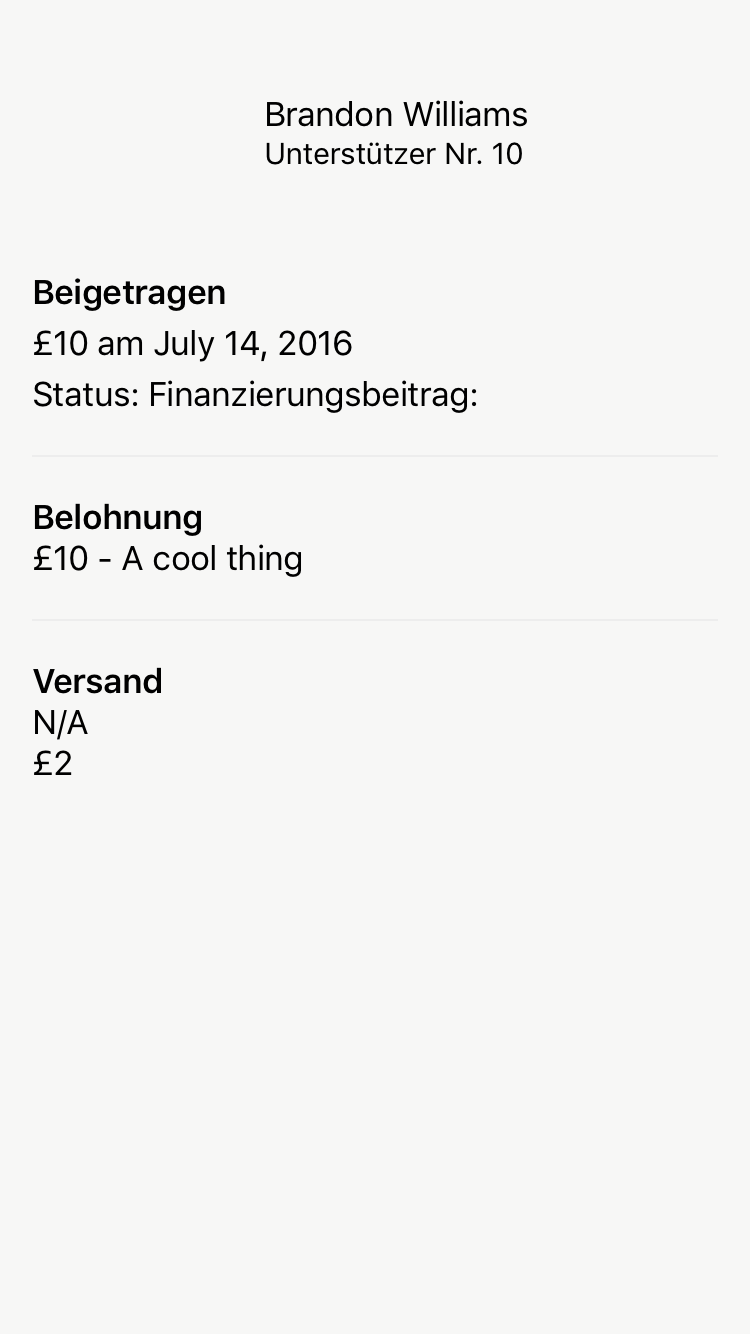 Brandon Williams
Unterstützer Nr. 10
Beigetragen
£10 am July 14, 2016
Status: Finanzierungsbeitrag:
Belohnung
£10 - A cool thing
Versand
N/A
£2